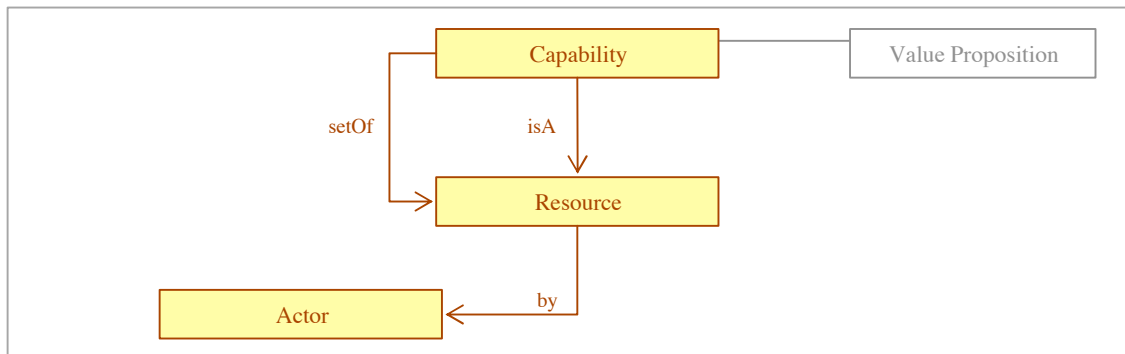 Capability
Value Proposition
setOf
isA
Resource
by
Actor